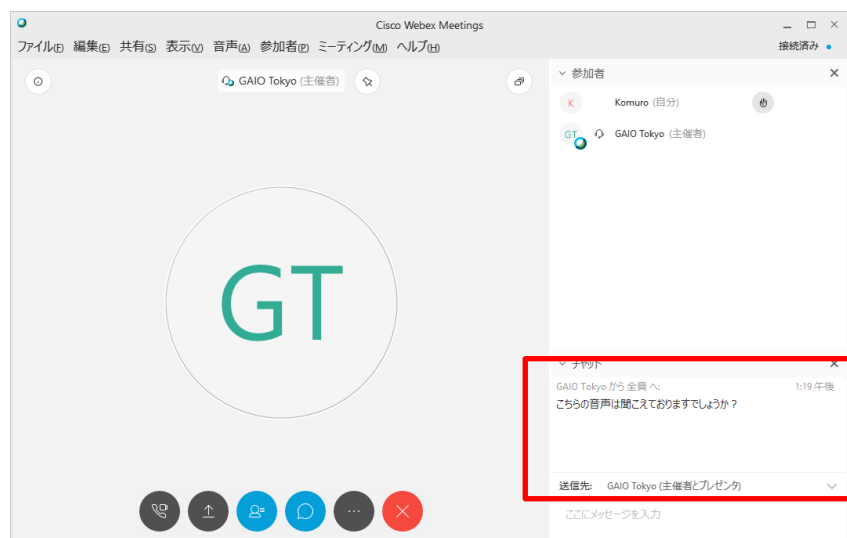 Cisco Webex Meetings
ファイル(F) 編集(E) 共有(S) 表示(V) 音声(A) 参加者(P) ミーティング(M) ヘルプ(H)
接続済み
GAIO Tokyo (主催者)
参加者
K Komuro (自分)
GT GAIO Tokyo (主催者)
GT
チャット
GAIO Tokyo から 全員 へ: 1:19 午後
こちらの音声は聞こえておりますでしょうか？
送信先: GAIO Tokyo (主催者とプレゼンタ)
ここにメッセージを入力